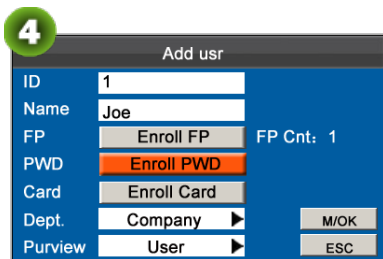 4
Add usr
ID 1
Name Joe
FP Enroll FP FP Cnt: 1
PWD Enroll PWD
Card Enroll Card
Dept. Company M/OK
Purview User ESC